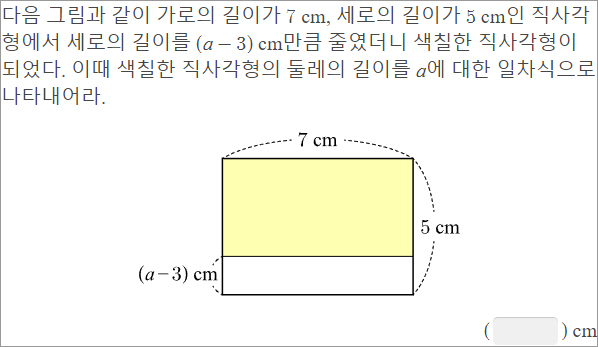 다음 그림과 같이 가로의 길이가 7 cm, 세로의 길이가 5 cm인 직사각
형에서 세로의 길이를 (a − 3) cm만큼 줄였더니 색칠한 직사각형이
되었다. 이때 색칠한 직사각형의 둘레의 길이를 a에 대한 일차식으로
나타내어라.
7 cm
5 cm
(a−3) cm
( ) cm